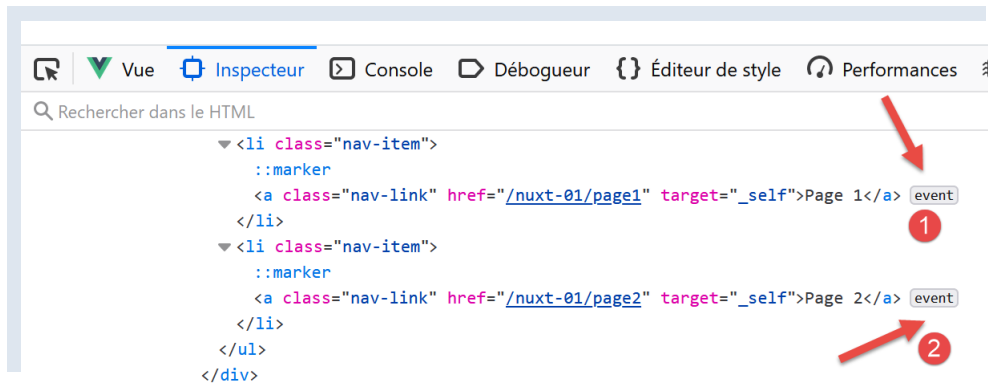 Vue Inspecteur Console Débogueur {} Éditeur de style Performances
Rechercher dans le HTML
<li class="nav-item">
::marker
<a class="nav-link" href="/nuxt-01/page1" target="_self">Page 1</a> event
1
</li>
<li class="nav-item">
::marker
<a class="nav-link" href="/nuxt-01/page2" target="_self">Page 2</a> event
</li>
2
</ul>
</div>